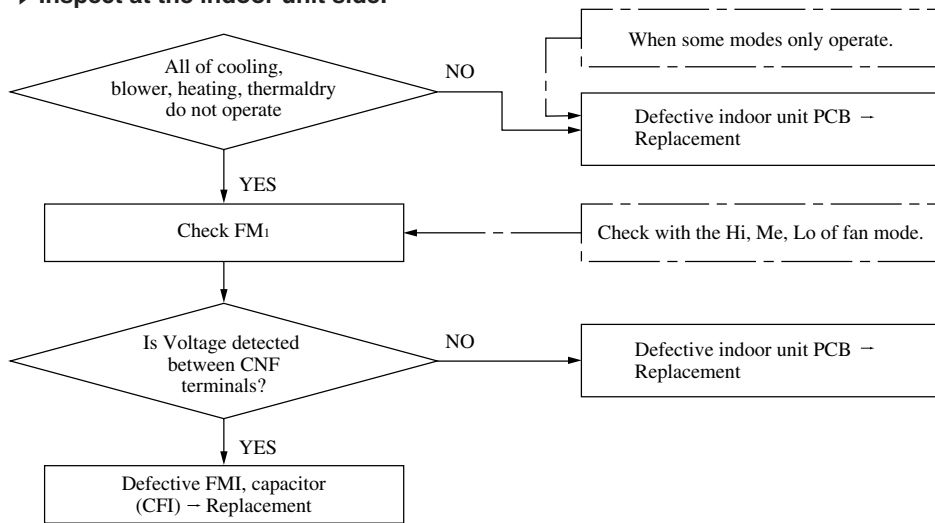 Inspect at the indoor unit side.
All of cooling,
blower, heating, thermaldry
do not operate
NO
When some modes only operate.
Defective indoor unit PCB →
Replacement
YES
Check FM1
Check with the Hi, Me, Lo of fan mode.
Is Voltage detected
between CNF
terminals?
NO
Defective indoor unit PCB →
Replacement
YES
Defective FMI, capacitor
(CFI) → Replacement